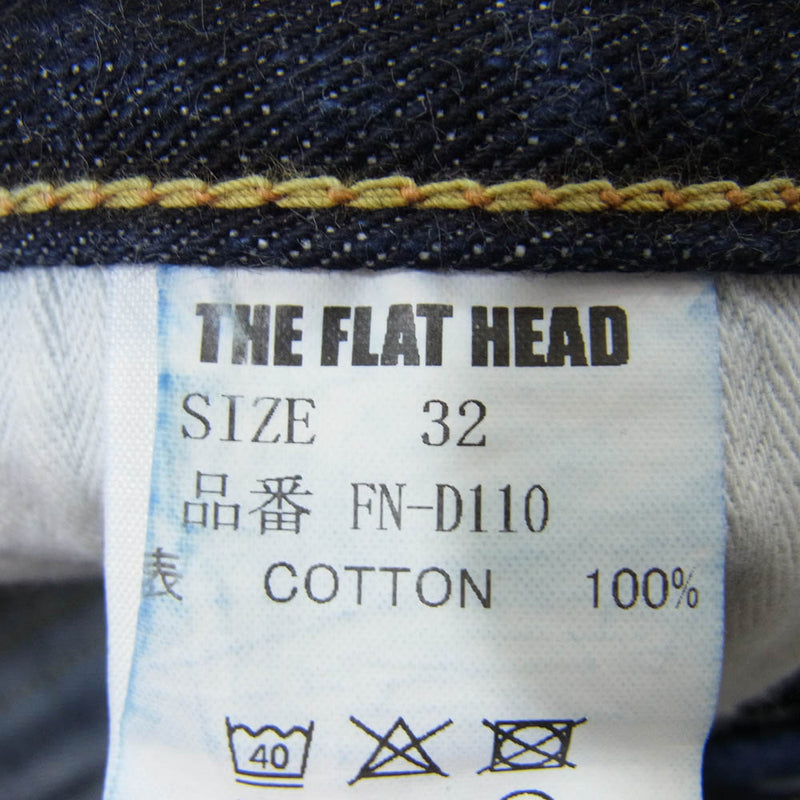 THE FLAT HEAD
SIZE 32
品番 FN-D110
表 COTTON 100%
40